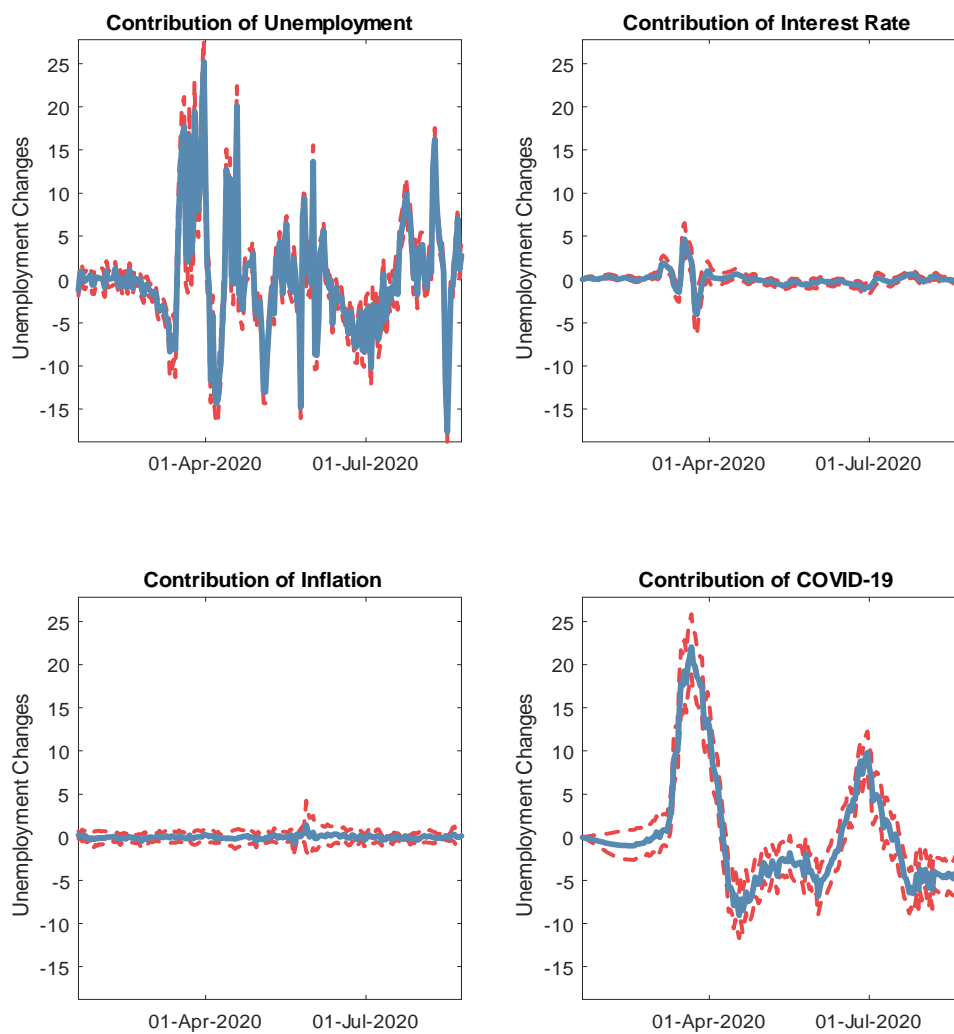 Contribution of Unemployment
Unemployment Changes
25
20
15
10
5
0
-5
-10
-15
01-Apr-2020
01-Jul-2020
Contribution of Interest Rate
Unemployment Changes
25
20
15
10
5
0
-5
-10
-15
01-Apr-2020
01-Jul-2020
Contribution of Inflation
Unemployment Changes
25
20
15
10
5
0
-5
-10
-15
01-Apr-2020
01-Jul-2020
Contribution of COVID-19
Unemployment Changes
25
20
15
10
5
0
-5
-10
-15
01-Apr-2020
01-Jul-2020